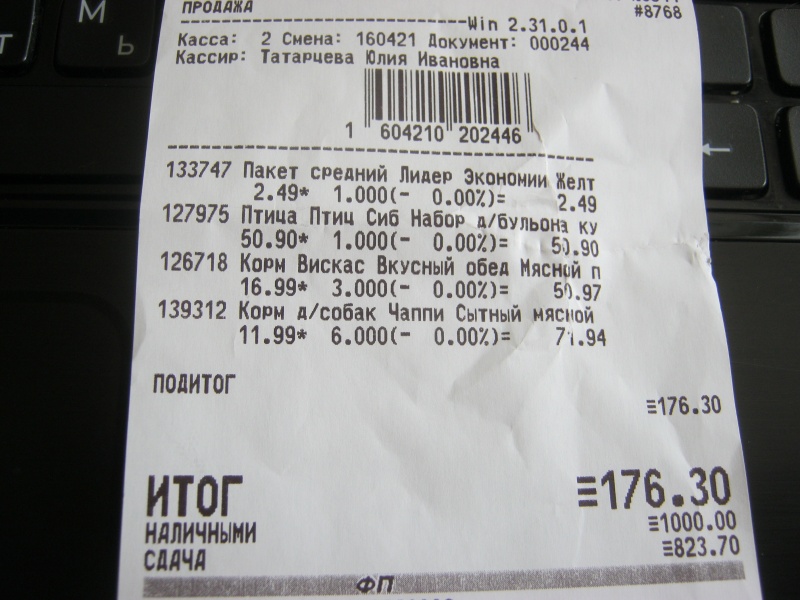 ПРОДАЖА
#8768
Win 2.31.0.1
Касса: 2 Смена: 160421 Документ: 000244
Кассир: Татарцева Юлия Ивановна
1 604210 202446
133747 Пакет средний Лидер Экономии Желт
2.49* 1.000(- 0.00%)= 2.49
127975 Птица Птиц Сиб Набор д/бульона ку
50.90* 1.000(- 0.00%)= 50.90
126718 Корм Вискас Вкусный обед Мясной п
16.99* 3.000(- 0.00%)= 50.97
139312 Корм д/собак Чаппи Сытный мясной
11.99* 6.000(- 0.00%)= 71.94
ПОДИТОГ
≡176.30
ИТОГ ≡176.30
НАЛИЧНЫМИ ≡1000.00
СДАЧА ≡823.70
ФП
М
Ь
Т
←